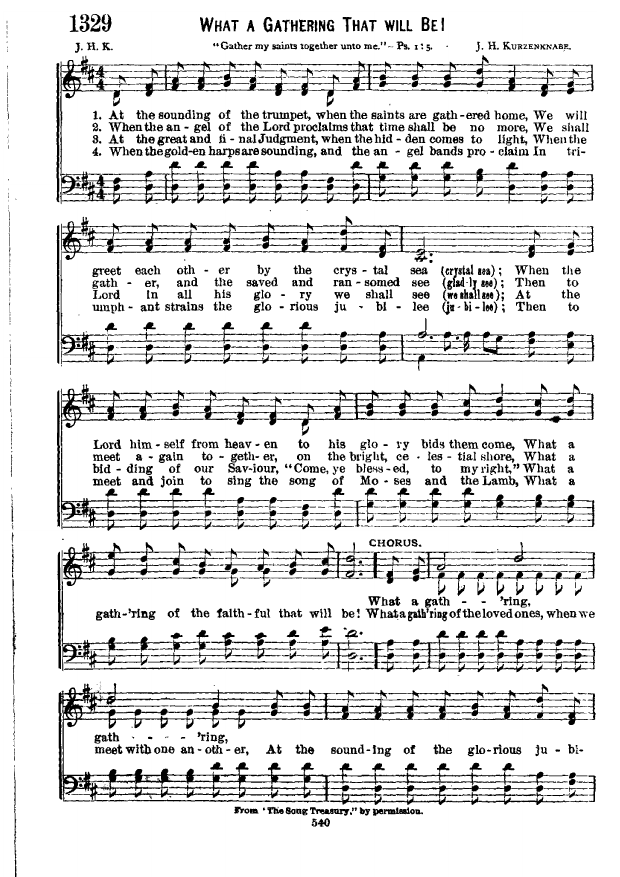 1329
WHAT A GATHERING THAT WILL BE!
J. H. K.
"Gather my saints together unto me."—Ps. 1:5.
J. H. KURZENKNABE.
1. At the sounding of the trumpet, when the saints are gath-ered home, We will
2. When the an-gel of the Lord proclaims that time shall be no more, We shall
3. At the great and fi-nal Judgment, when the hid-den comes to light, When the
4. When the gold-en harps are sounding, and the an-gel bands pro-claim In tri-
greet each oth-er by the crys-tal sea (crystal sea); When the
gath-er, and the saved and ran-somed see (glad-ly see); Then to
Lord in all his glo-ry we shall see (we shall see); At the
umph-ant strains the glo-rious ju-bi-lee (ju-bi-lee); Then to
Lord him-self from heav-en to his glo-ry bids them come, What a
meet a-gain to-geth-er, on the bright, ce-les-tial shore, What a
bid-ding of our Sav-iour, "Come, ye bless-ed, to my right," What a
meet and join to sing the song of Mo-ses and the Lamb, What a
CHORUS.
What a gath - - 'ring,
gath-'ring of the faith-ful that will be! What a gath'ring of the loved ones, when we
gath - - - 'ring,
meet with one an-oth-er, At the sound-ing of the glo-rious ju-bi-
From "The Song Treasury," by permission.
540